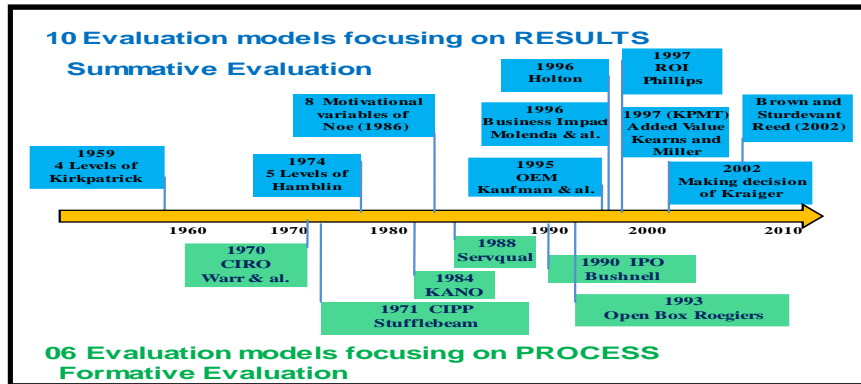 10 Evaluation models focusing on RESULTS
Summative Evaluation
1996
Holton
1997
ROI
Phillips
8 Motivational
variables of
Noe (1986)
1996
Business Impact
Molenda & al.
1997 (KPMT)
Added Value
Kearns and
Miller
Brown and
Sturdevant
Reed (2002)
1959
4 Levels of
Kirkpatrick
1974
5 Levels of
Hamblin
1995
OEM
Kaufman & al.
2002
Making decision
of Kraiger
1960
1970
1980
1990
2000
2010
1970
CIRO
Warr & al.
1988
Servqual
1984
KANO
1971 CIPP
Stufflebeam
1990 IPO
Bushnell
1993
Open Box Roegiers
06 Evaluation models focusing on PROCESS
Formative Evaluation